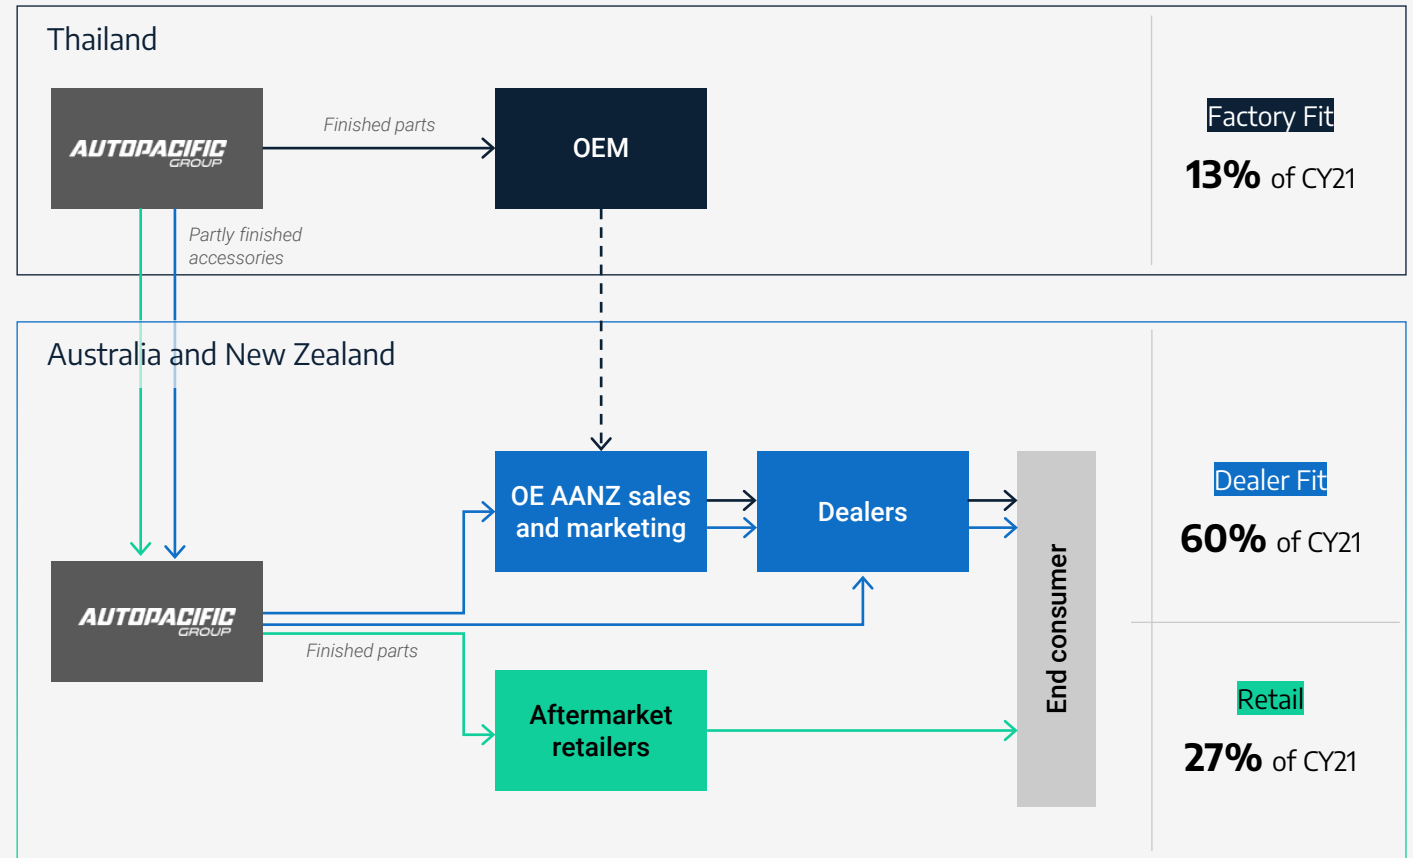 Thailand
AUTOPACIFIC
GROUP
Finished parts
OEM
Factory Fit
13% of CY21
Partly finished
accessories
Australia and New Zealand
OE AANZ sales
and marketing
Dealers
Dealer Fit
60% of CY21
AUTOPACIFIC
GROUP
Finished parts
End consumer
Aftermarket
retailers
Retail
27% of CY21